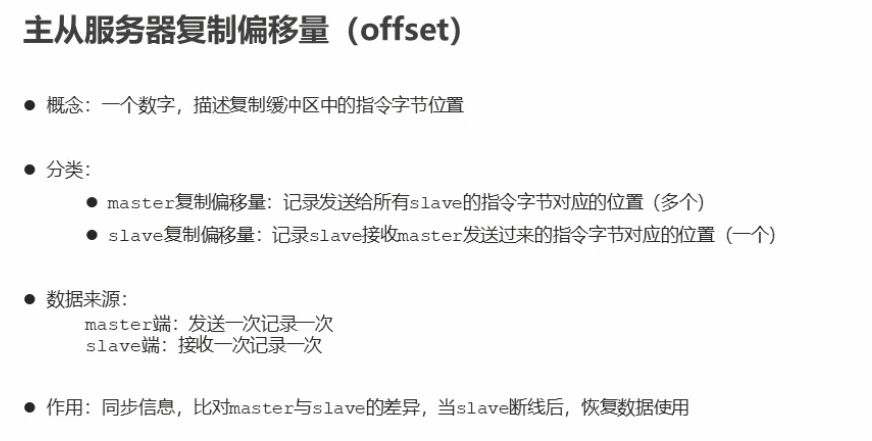 主从服务器复制偏移量（offset）
● 概念：一个数字，描述复制缓冲区中的指令字节位置
● 分类：
● master复制偏移量：记录发送给所有slave的指令字节对应的位置（多个）
● slave复制偏移量：记录slave接收master发送过来的指令字节对应的位置（一个）
● 数据来源：
master端：发送一次记录一次
slave端：接收一次记录一次
● 作用：同步信息，比对master与slave的差异，当slave断线后，恢复数据使用